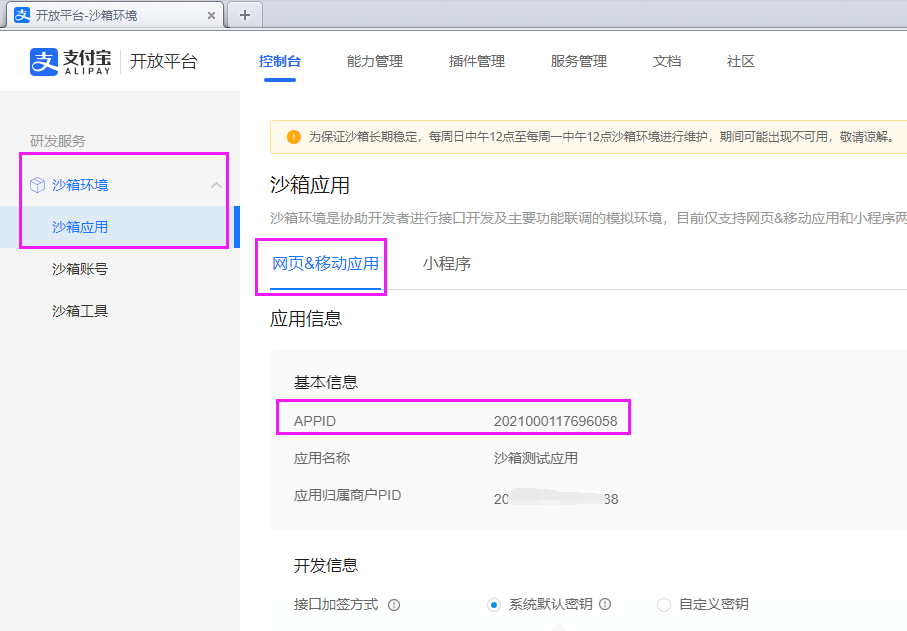 开放平台-沙箱环境
支付宝 ALIPAY 开放平台 控制台 能力管理 插件管理 服务管理 文档 社区
研发服务
沙箱环境
沙箱应用
沙箱账号
沙箱工具
为保证沙箱长期稳定，每周日中午12点至每周一中午12点沙箱环境进行维护，期间可能出现不可用，敬请谅解。
沙箱应用
沙箱环境是协助开发者进行接口开发及主要功能联调的模拟环境，目前仅支持网页&移动应用和小程序两
网页&移动应用 小程序
应用信息
基本信息
APPID 2021000117696058
应用名称 沙箱测试应用
应用归属商户PID 20 38
开发信息
接口加签方式 系统默认密钥 自定义密钥